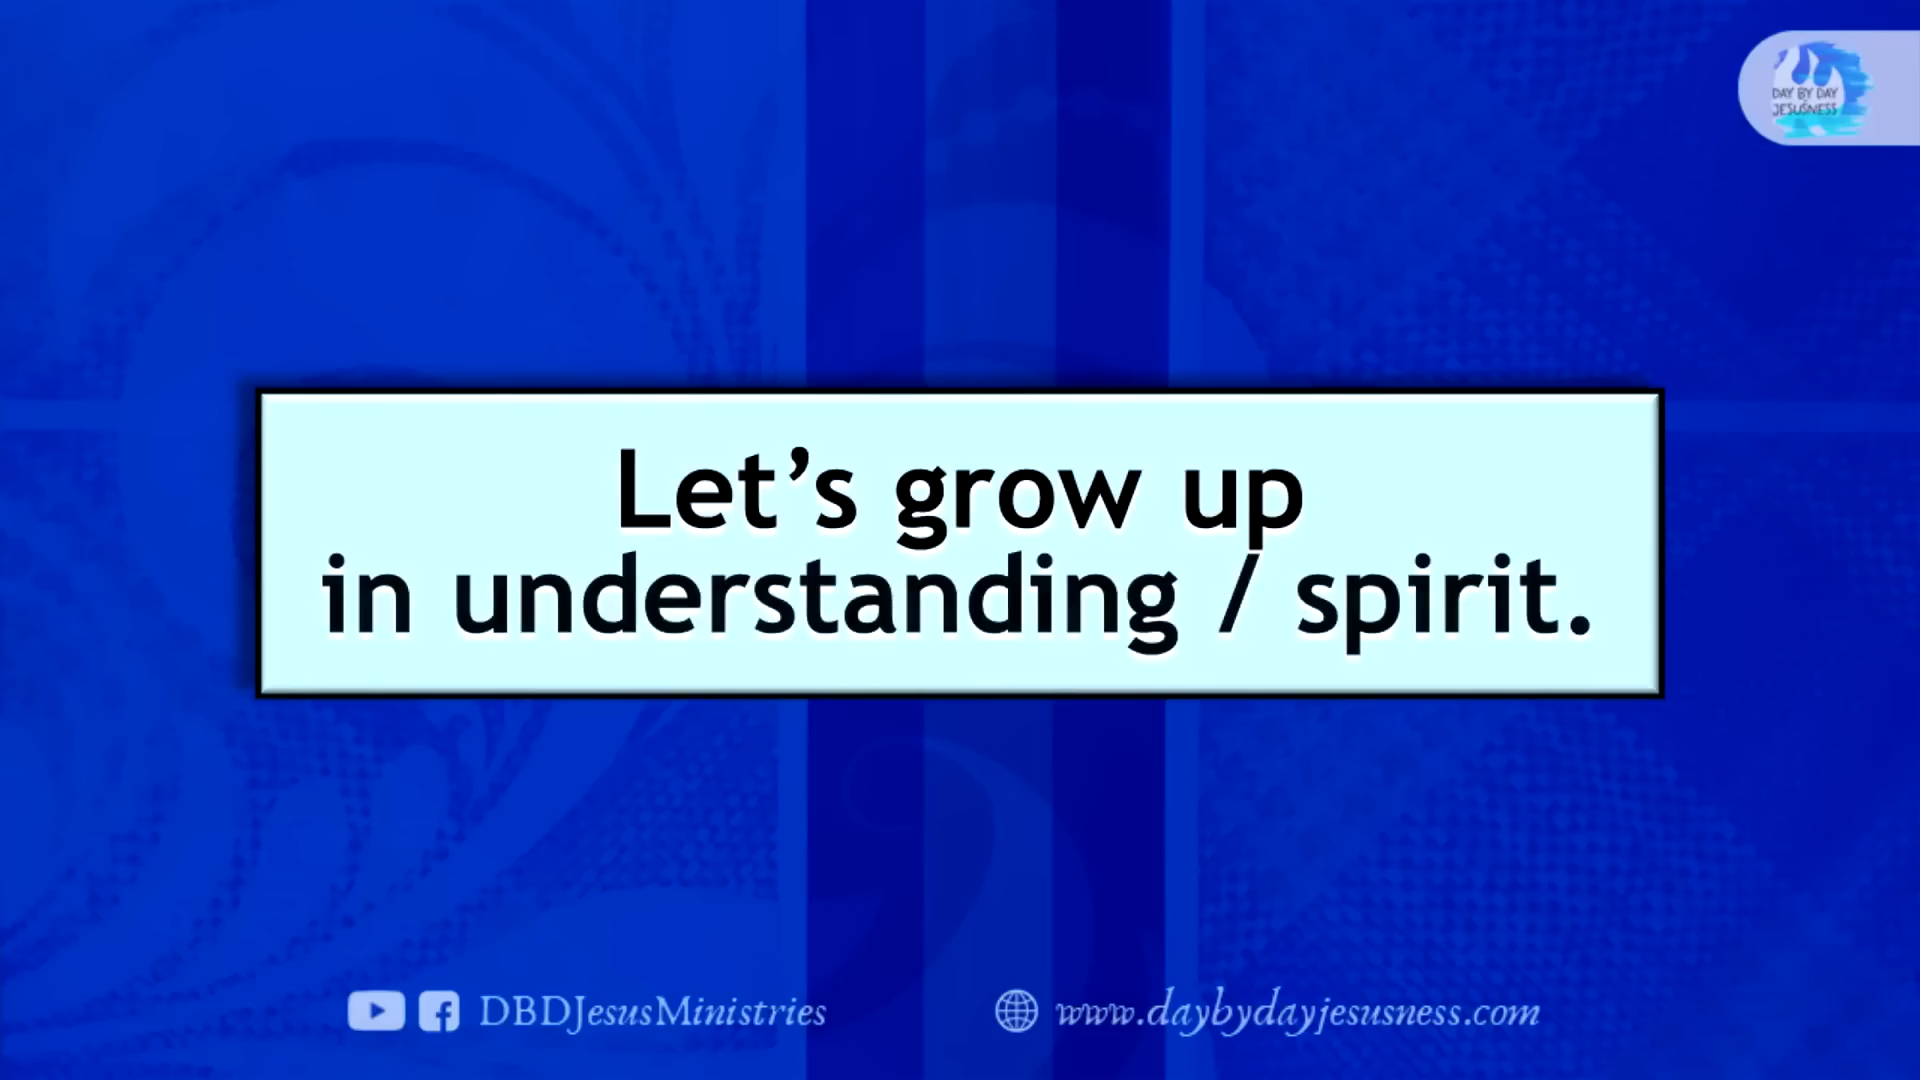 DAY BY DAY
JESUSNESS
Let’s grow up
in understanding / spirit.
DBDJesusMinistries
www.daybydayjesusness.com